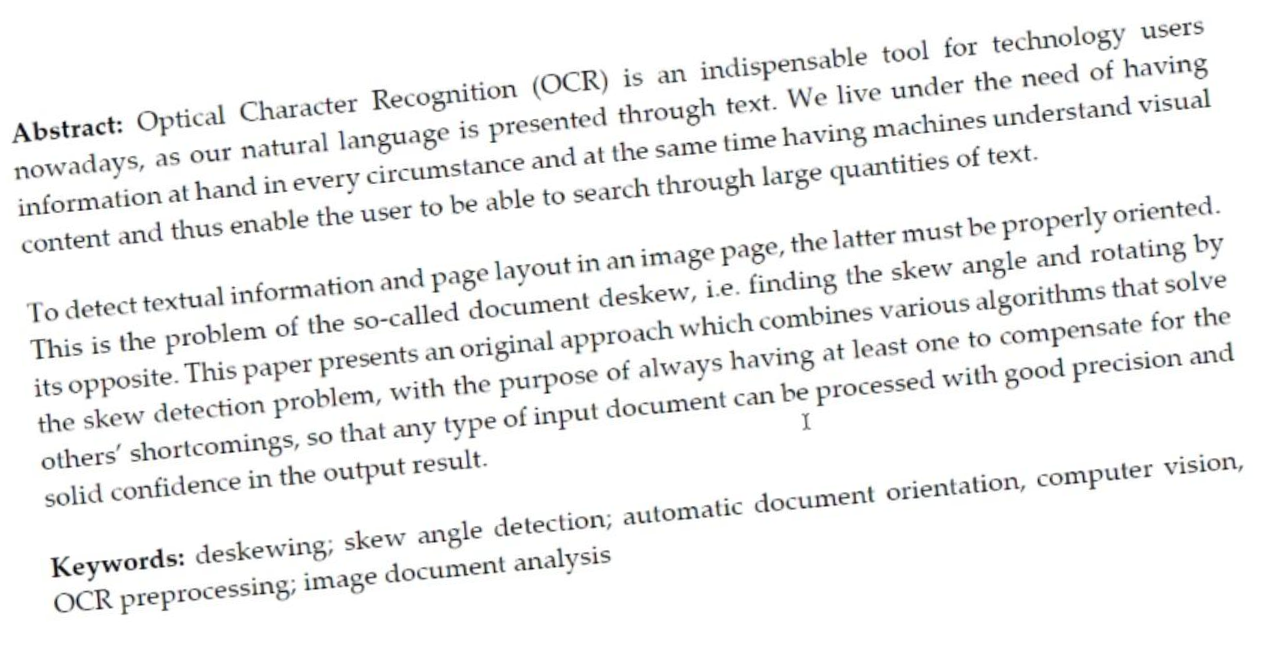 Abstract: Optical Character Recognition (OCR) is an indispensable tool for technology users
nowadays, as our natural language is presented through text. We live under the need of having
information at hand in every circumstance and at the same time having machines understand visual
content and thus enable the user to be able to search through large quantities of text.
To detect textual information and page layout in an image page, the latter must be properly oriented.
This is the problem of the so-called document deskew, i.e. finding the skew angle and rotating by
its opposite. This paper presents an original approach which combines various algorithms that solve
the skew detection problem, with the purpose of always having at least one to compensate for the
others' shortcomings, so that any type of input document can be processed with good precision and
solid confidence in the output result.
Keywords: deskewing; skew angle detection; automatic document orientation, computer vision,
OCR preprocessing; image document analysis